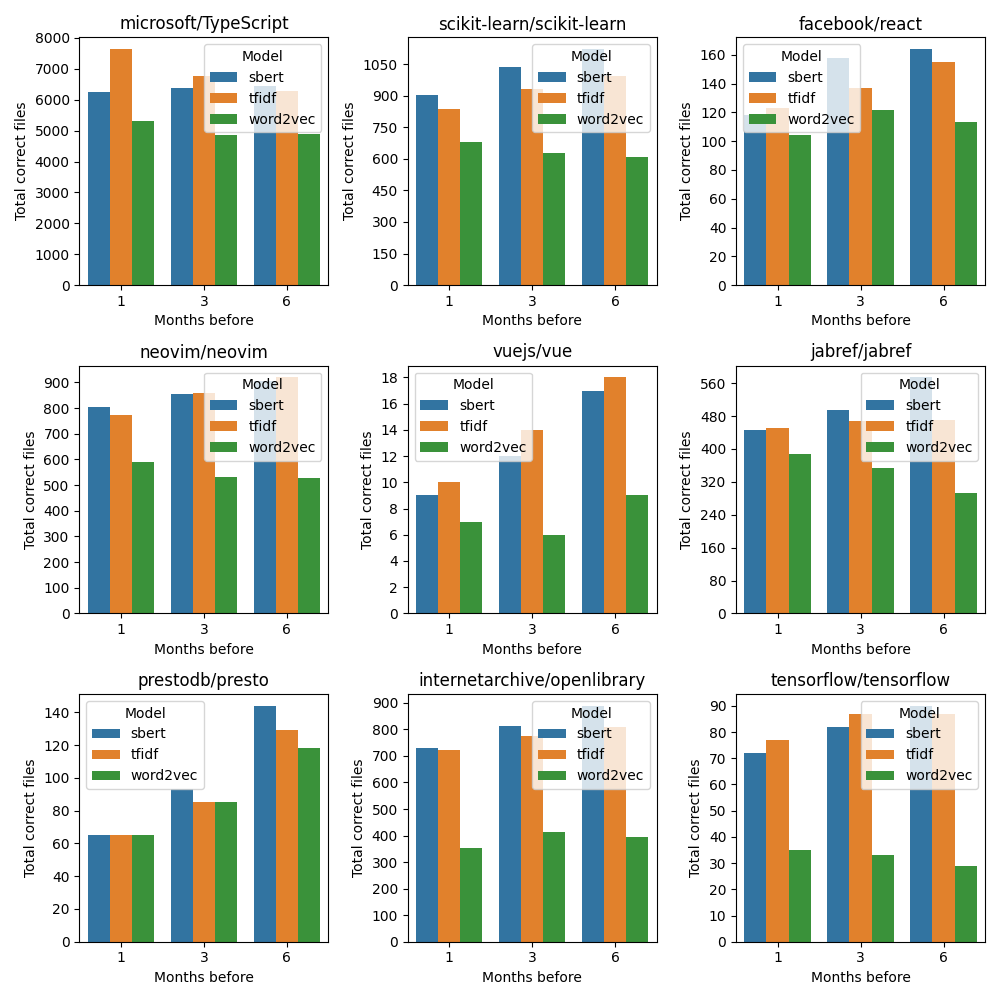 microsoft/TypeScript
Total correct files
8000
7000
6000
5000
4000
3000
2000
1000
0
Model
sbert
tfidf
word2vec
1 3 6
Months before
scikit-learn/scikit-learn
Total correct files
1050
900
750
600
450
300
150
0
Model
sbert
tfidf
word2vec
1 3 6
Months before
facebook/react
Total correct files
160
140
120
100
80
60
40
20
0
Model
sbert
tfidf
word2vec
1 3 6
Months before
neovim/neovim
Total correct files
900
800
700
600
500
400
300
200
100
0
Model
sbert
tfidf
word2vec
1 3 6
Months before
vuejs/vue
Total correct files
18
16
14
12
10
8
6
4
2
0
Model
sbert
tfidf
word2vec
1 3 6
Months before
jabref/jabref
Total correct files
560
480
400
320
240
160
80
0
Model
sbert
tfidf
word2vec
1 3 6
Months before
prestodb/presto
Total correct files
140
120
100
80
60
40
20
0
Model
sbert
tfidf
word2vec
1 3 6
Months before
internetarchive/openlibrary
Total correct files
900
800
700
600
500
400
300
200
100
0
Model
sbert
tfidf
word2vec
1 3 6
Months before
tensorflow/tensorflow
Total correct files
90
80
70
60
50
40
30
20
10
0
Model
sbert
tfidf
word2vec
1 3 6
Months before